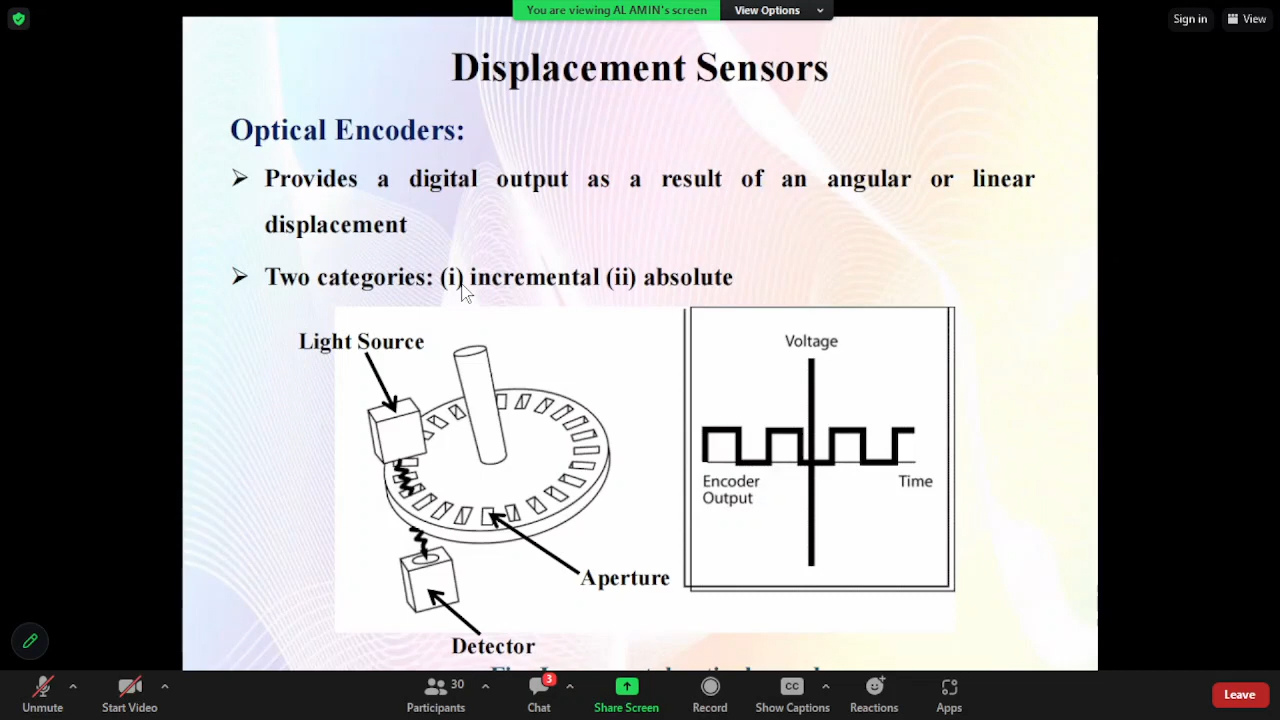 You are viewing AL AMIN's screen
View Options
Sign in
View
Displacement Sensors
Optical Encoders:
Provides a digital output as a result of an angular or linear
displacement
Two categories: (i) incremental (ii) absolute
Light Source
Voltage
Encoder
Output
Time
Aperture
Detector
Unmute
Start Video
30
Participants
3
Chat
Share Screen
Record
CC
Show Captions
Reactions
Apps
Leave